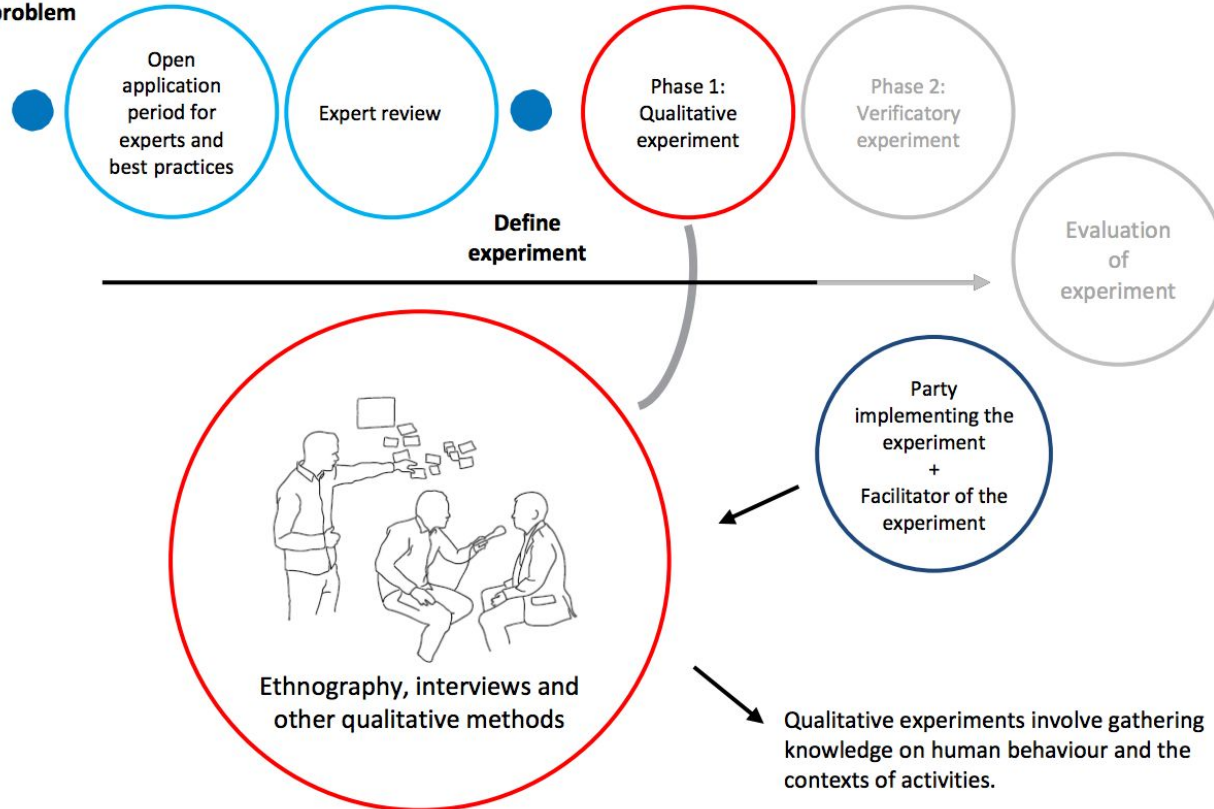 problem
Open
application
period for
experts and
best practices
Expert review
Phase 1:
Qualitative
experiment
Phase 2:
Verificatory
experiment
Define
experiment
Evaluation
of
experiment
Party
implementing the
experiment
+
Facilitator of the
experiment
Ethnography, interviews and
other qualitative methods
Qualitative experiments involve gathering
knowledge on human behaviour and the
contexts of activities.